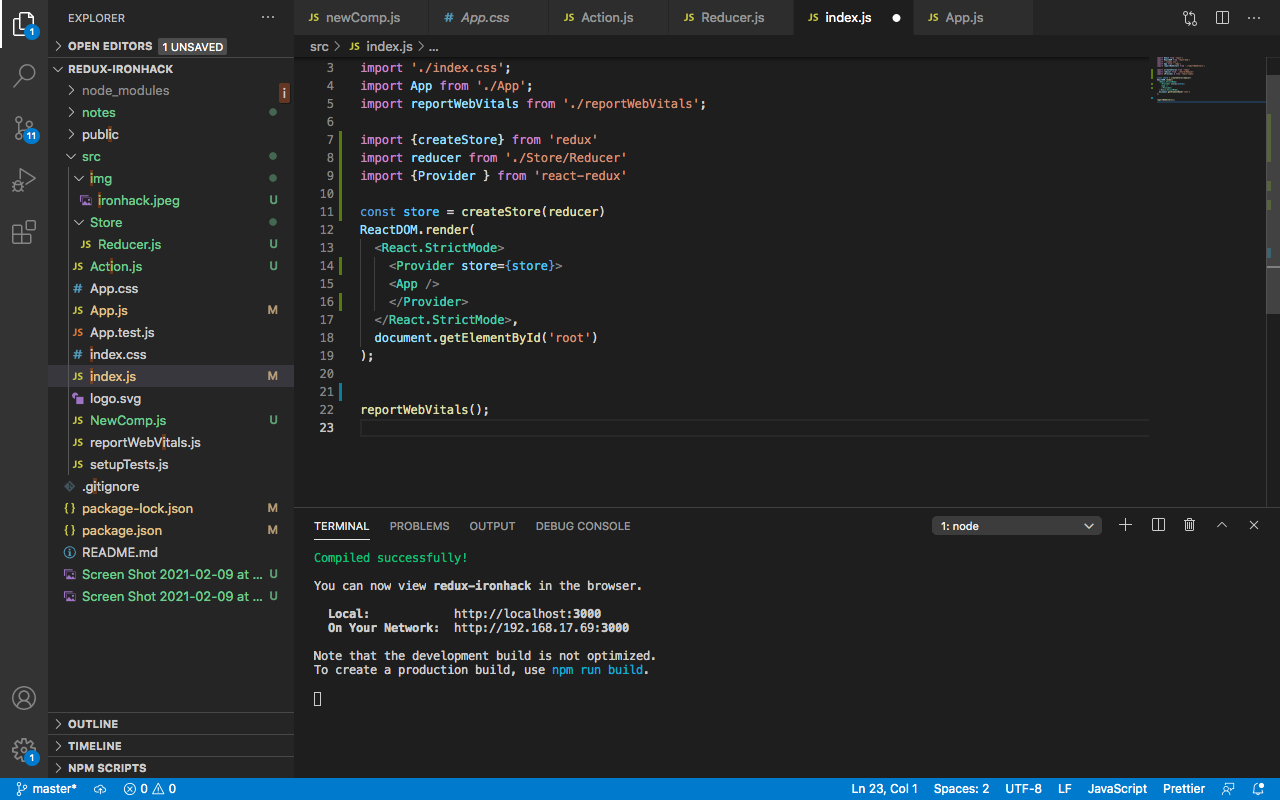 EXPLORER
newComp.js
App.css
Action.js
Reducer.js
index.js
App.js
OPEN EDITORS 1 UNSAVED
REDUX-IRONHACK
node_modules
notes
public
src
img
ironhack.jpeg U
Store
Reducer.js U
Action.js U
App.css
App.js M
App.test.js
index.css
index.js M
logo.svg
NewComp.js U
reportWebVitals.js
setupTests.js
.gitignore
package-lock.json M
package.json M
README.md
Screen Shot 2021-02-09 at ... U
Screen Shot 2021-02-09 at ... U
OUTLINE
TIMELINE
NPM SCRIPTS
src > JS index.js > ...
3 import './index.css';
4 import App from './App';
5 import reportWebVitals from './reportWebVitals';
6
7 import {createStore} from 'redux'
8 import reducer from './Store/Reducer'
9 import {Provider } from 'react-redux'
10
11 const store = createStore(reducer)
12 ReactDOM.render(
13 <React.StrictMode>
14 <Provider store={store}>
15 <App />
16 </Provider>
17 </React.StrictMode>,
18 document.getElementById('root')
19 );
20
21
22 reportWebVitals();
23
TERMINAL PROBLEMS OUTPUT DEBUG CONSOLE 1: node
Compiled successfully!
You can now view redux-ironhack in the browser.
Local: http://localhost:3000
On Your Network: http://192.168.17.69:3000
Note that the development build is not optimized.
To create a production build, use npm run build.
master* 0 0 Ln 23, Col 1 Spaces: 2 UTF-8 LF JavaScript Prettier